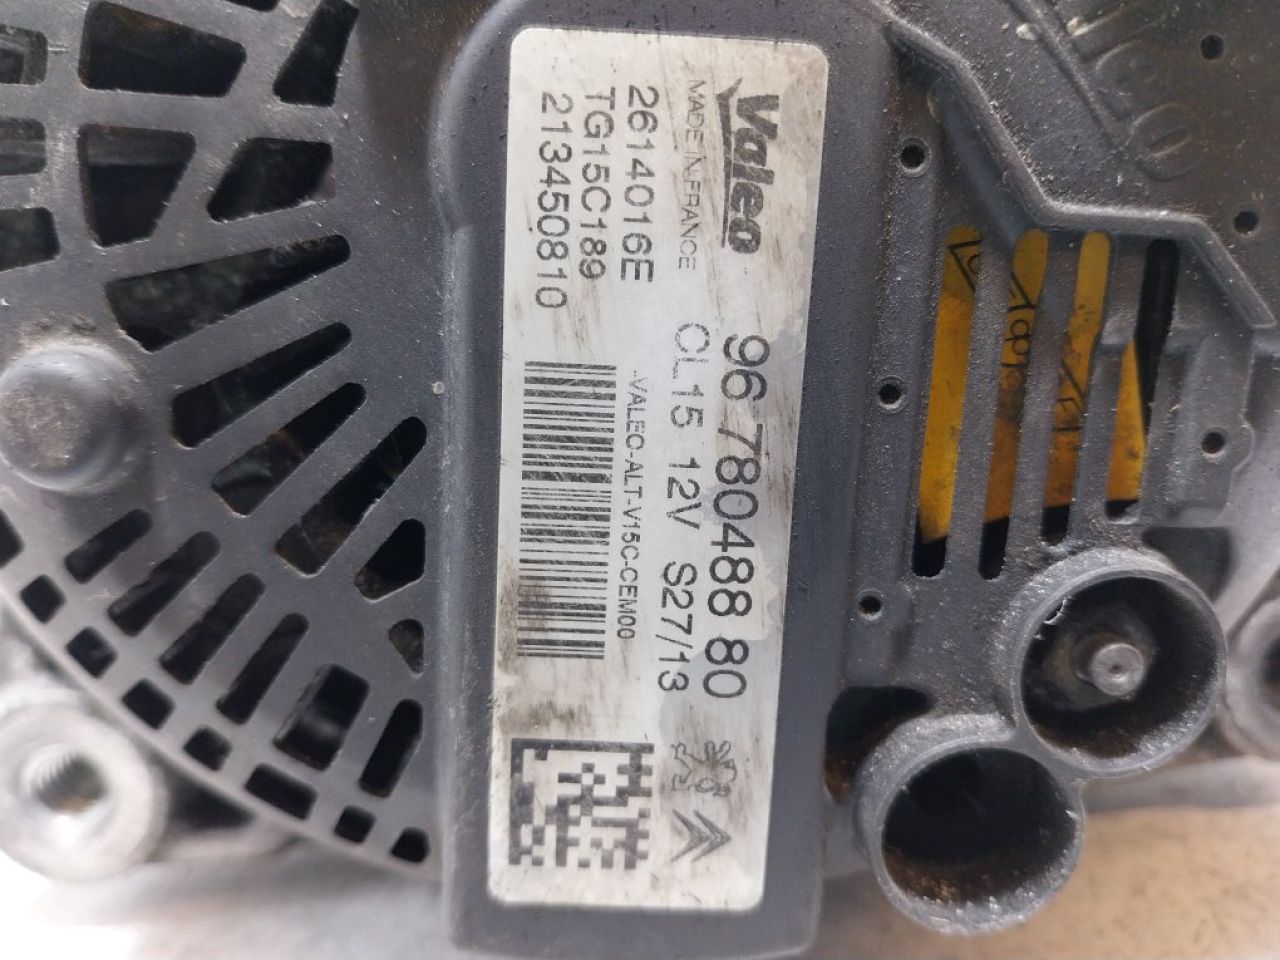 Valeo
MADE IN FRANCE
96 780488 80
CL15 12V S27/13
2614016E
TG15C189
213450810
.VALEO-ALT-V15C-CEM00